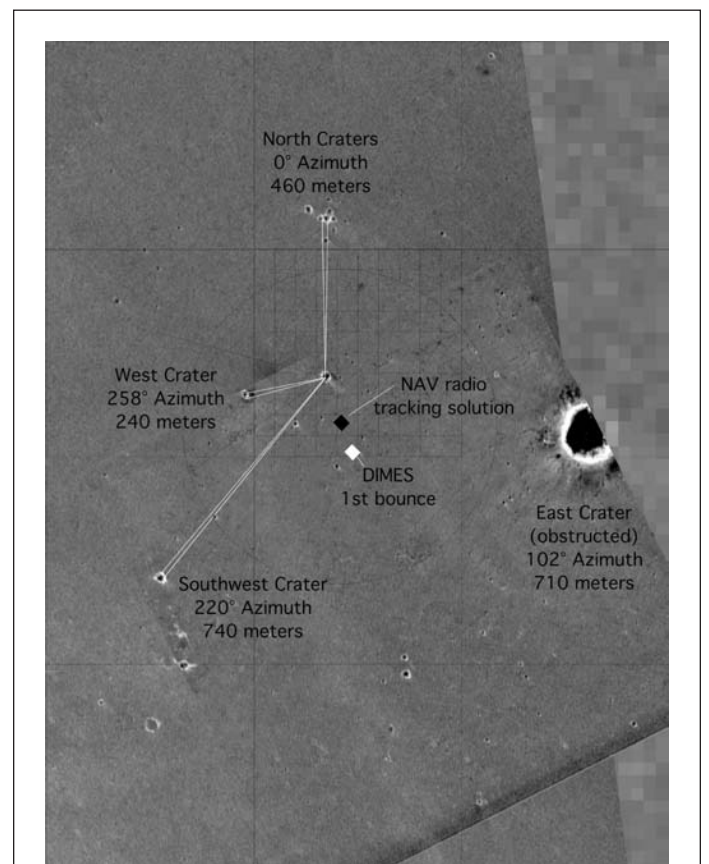 North Craters
0° Azimuth
460 meters
West Crater
258° Azimuth
240 meters
NAV radio
tracking solution
DIMES
1st bounce
East Crater
(obstructed)
102° Azimuth
710 meters
Southwest Crater
220° Azimuth
740 meters